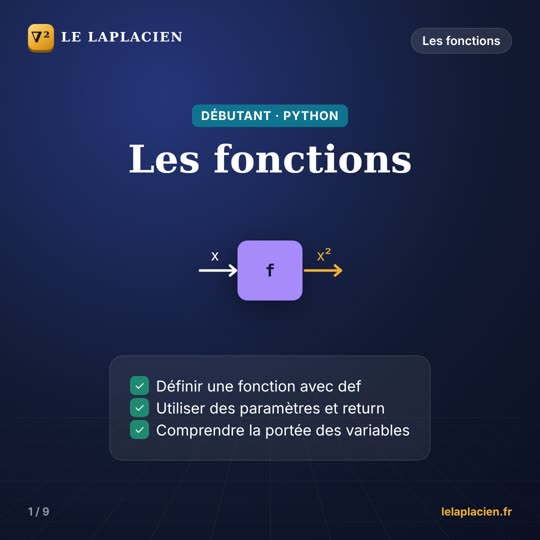 ∇² LE LAPLACIEN
Les fonctions
DÉBUTANT · PYTHON
Les fonctions
x
f
x²
Définir une fonction avec def
Utiliser des paramètres et return
Comprendre la portée des variables
1 / 9
lelaplacien.fr